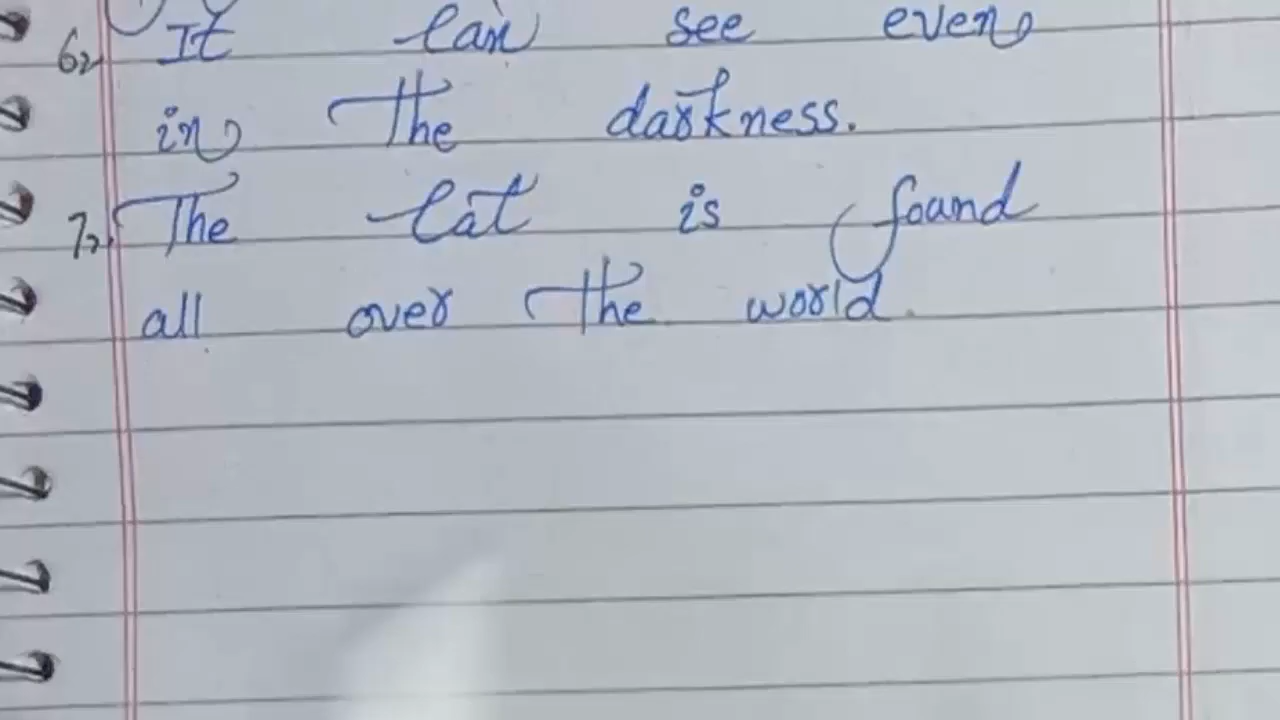 6, It can see even
in the darkness.
7, The cat is found
all over the world.